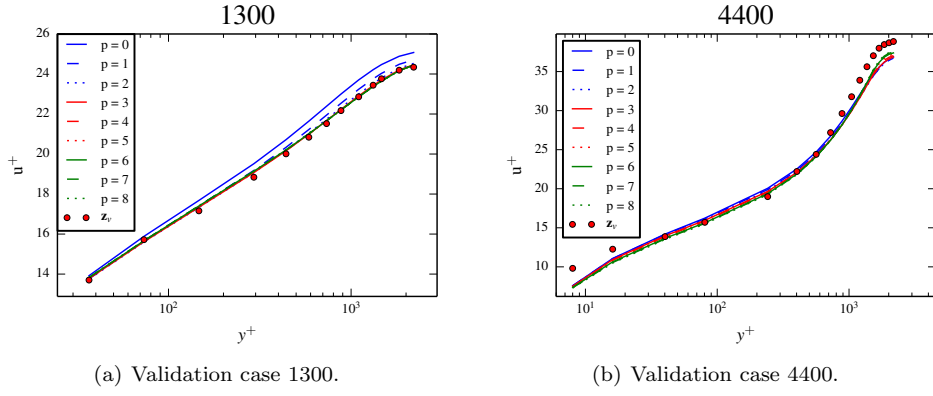 1300
26
24
22
20
18
16
14
u⁺
p = 0
p = 1
p = 2
p = 3
p = 4
p = 5
p = 6
p = 7
p = 8
z_v
10² 10³
y⁺
(a) Validation case 1300.
4400
35
30
25
20
15
10
u⁺
p = 0
p = 1
p = 2
p = 3
p = 4
p = 5
p = 6
p = 7
p = 8
z_v
10¹ 10² 10³
y⁺
(b) Validation case 4400.